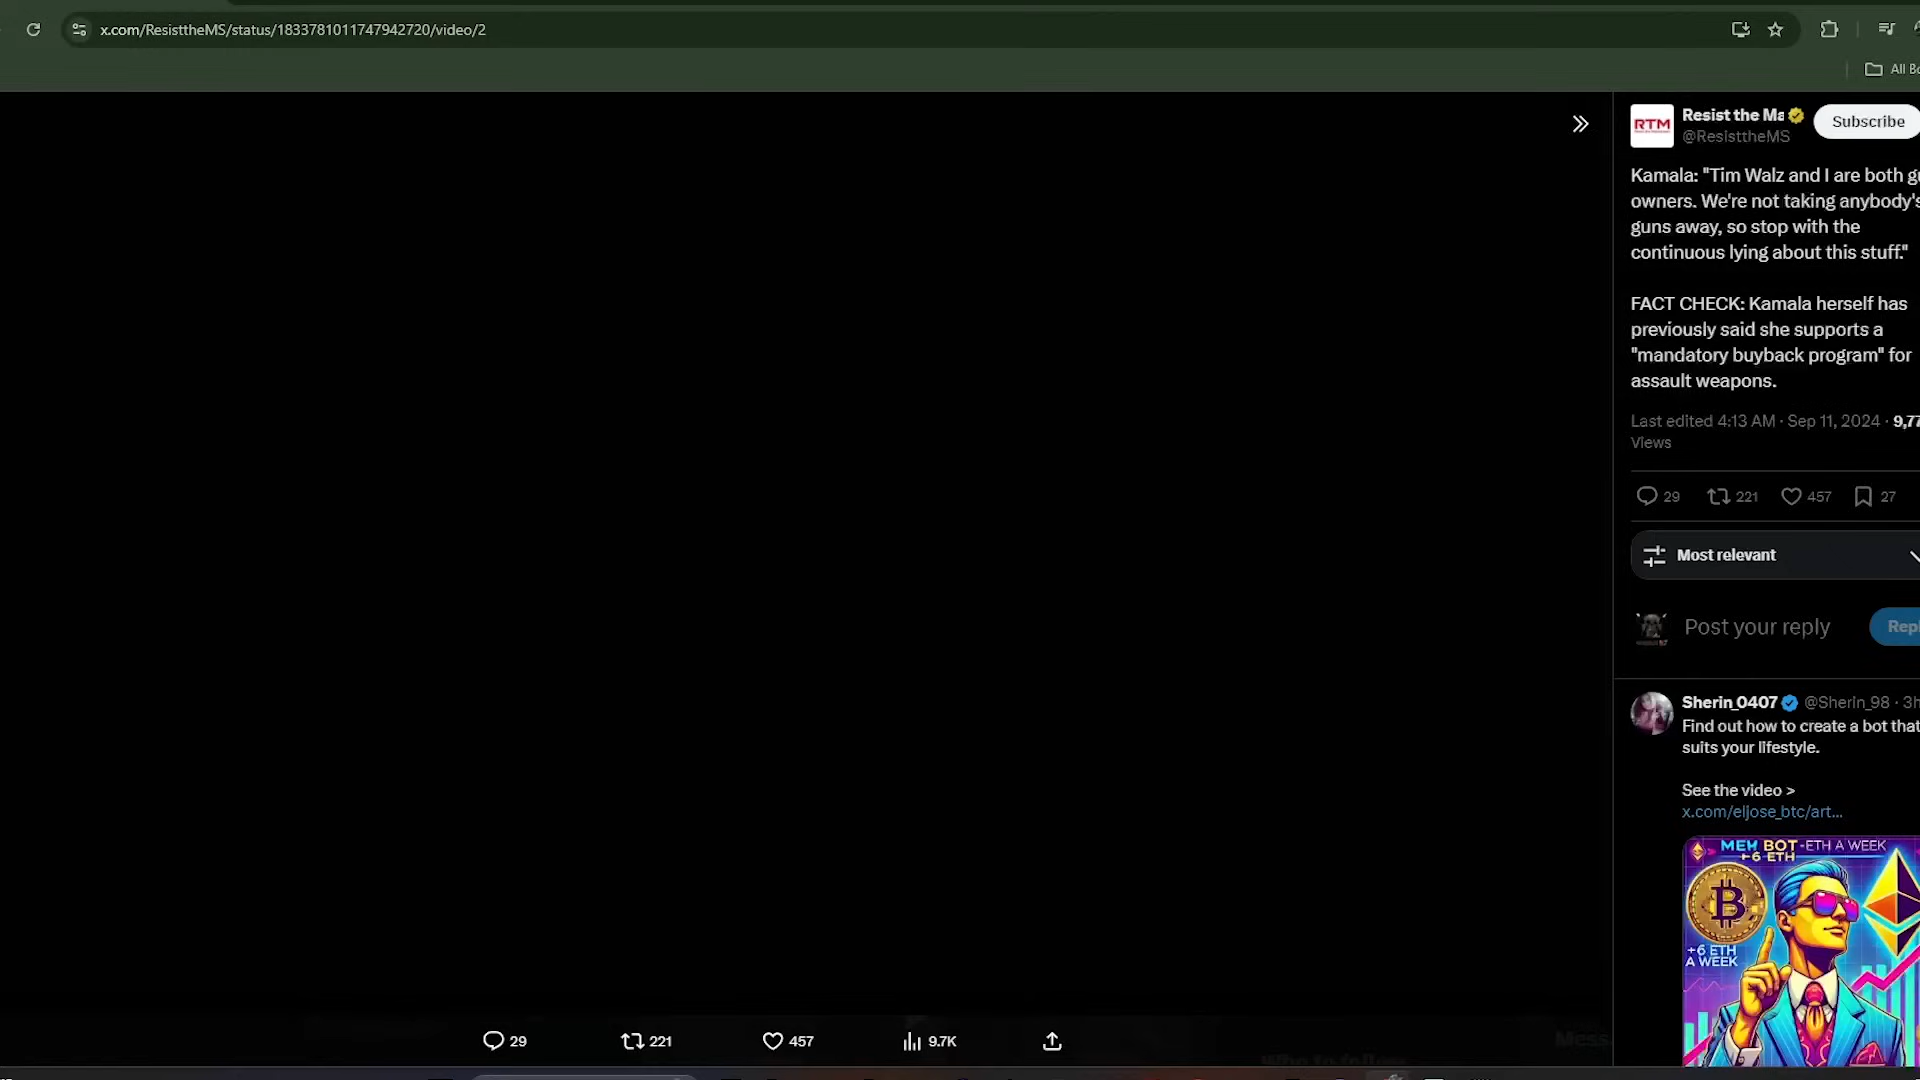 x.com/ResisttheMS/status/1833781011747942720/video/2
All Bo
RTM
Resist the Ma
Subscribe
@ResisttheMS
Kamala: "Tim Walz and I are both g
owners. We're not taking anybody's
guns away, so stop with the
continuous lying about this stuff."
FACT CHECK: Kamala herself has
previously said she supports a
"mandatory buyback program" for
assault weapons.
Last edited 4:13 AM · Sep 11, 2024 · 9,77
Views
29 221 457 27
Most relevant
Post your reply
Repl
Sherin_0407 @Sherin_98 · 3h
Find out how to create a bot that
suits your lifestyle.
See the video >
x.com/eljose_btc/art...
MEW BOT -ETH A WEEK
+6 ETH
+6 ETH
A WEEK
29 221 457 9.7K